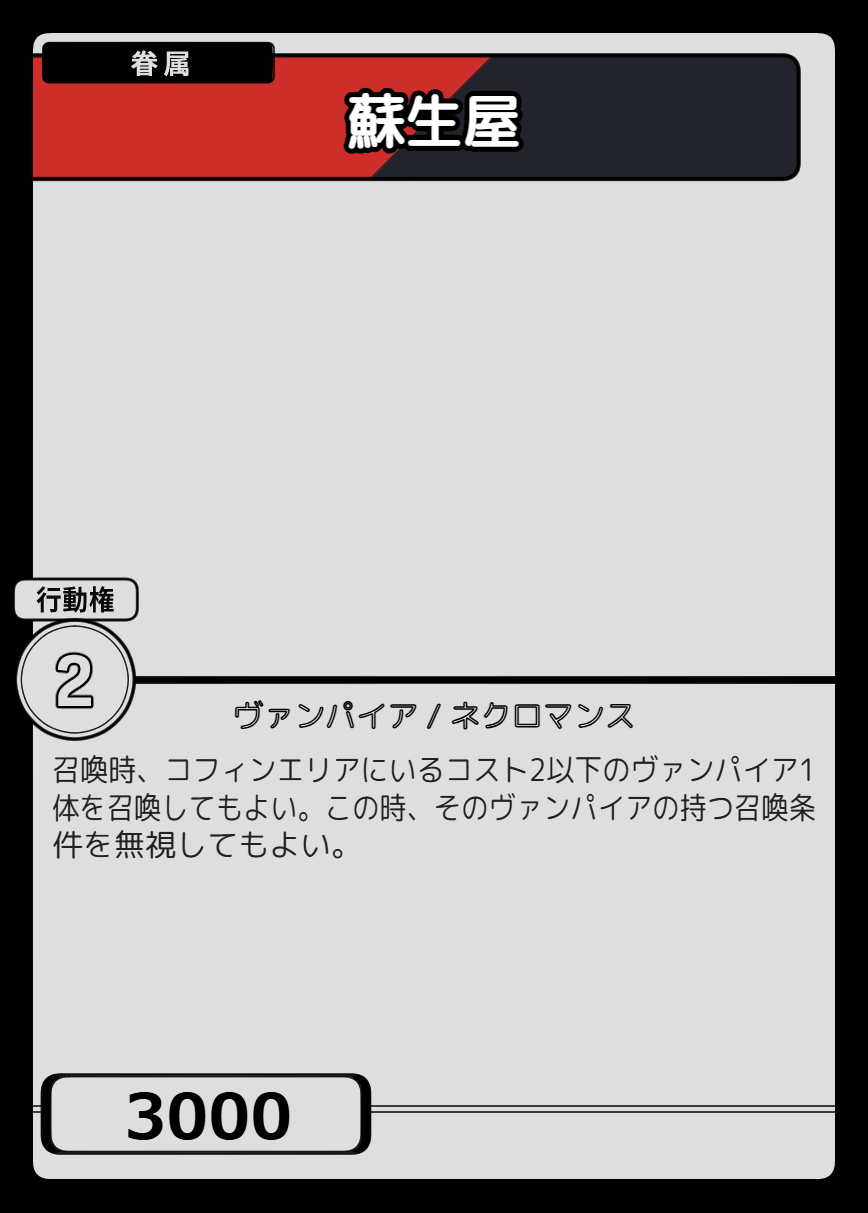 眷属
蘇生屋
行動権
2
ヴァンパイア / ネクロマンス
召喚時、コフィンエリアにいるコスト2以下のヴァンパイア1
体を召喚してもよい。この時、そのヴァンパイアの持つ召喚条
件を無視してもよい。
3000